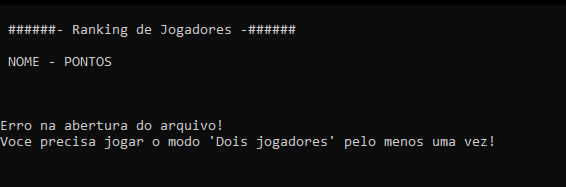 ######- Ranking de Jogadores -######
NOME - PONTOS
Erro na abertura do arquivo!
Voce precisa jogar o modo 'Dois jogadores' pelo menos uma vez!